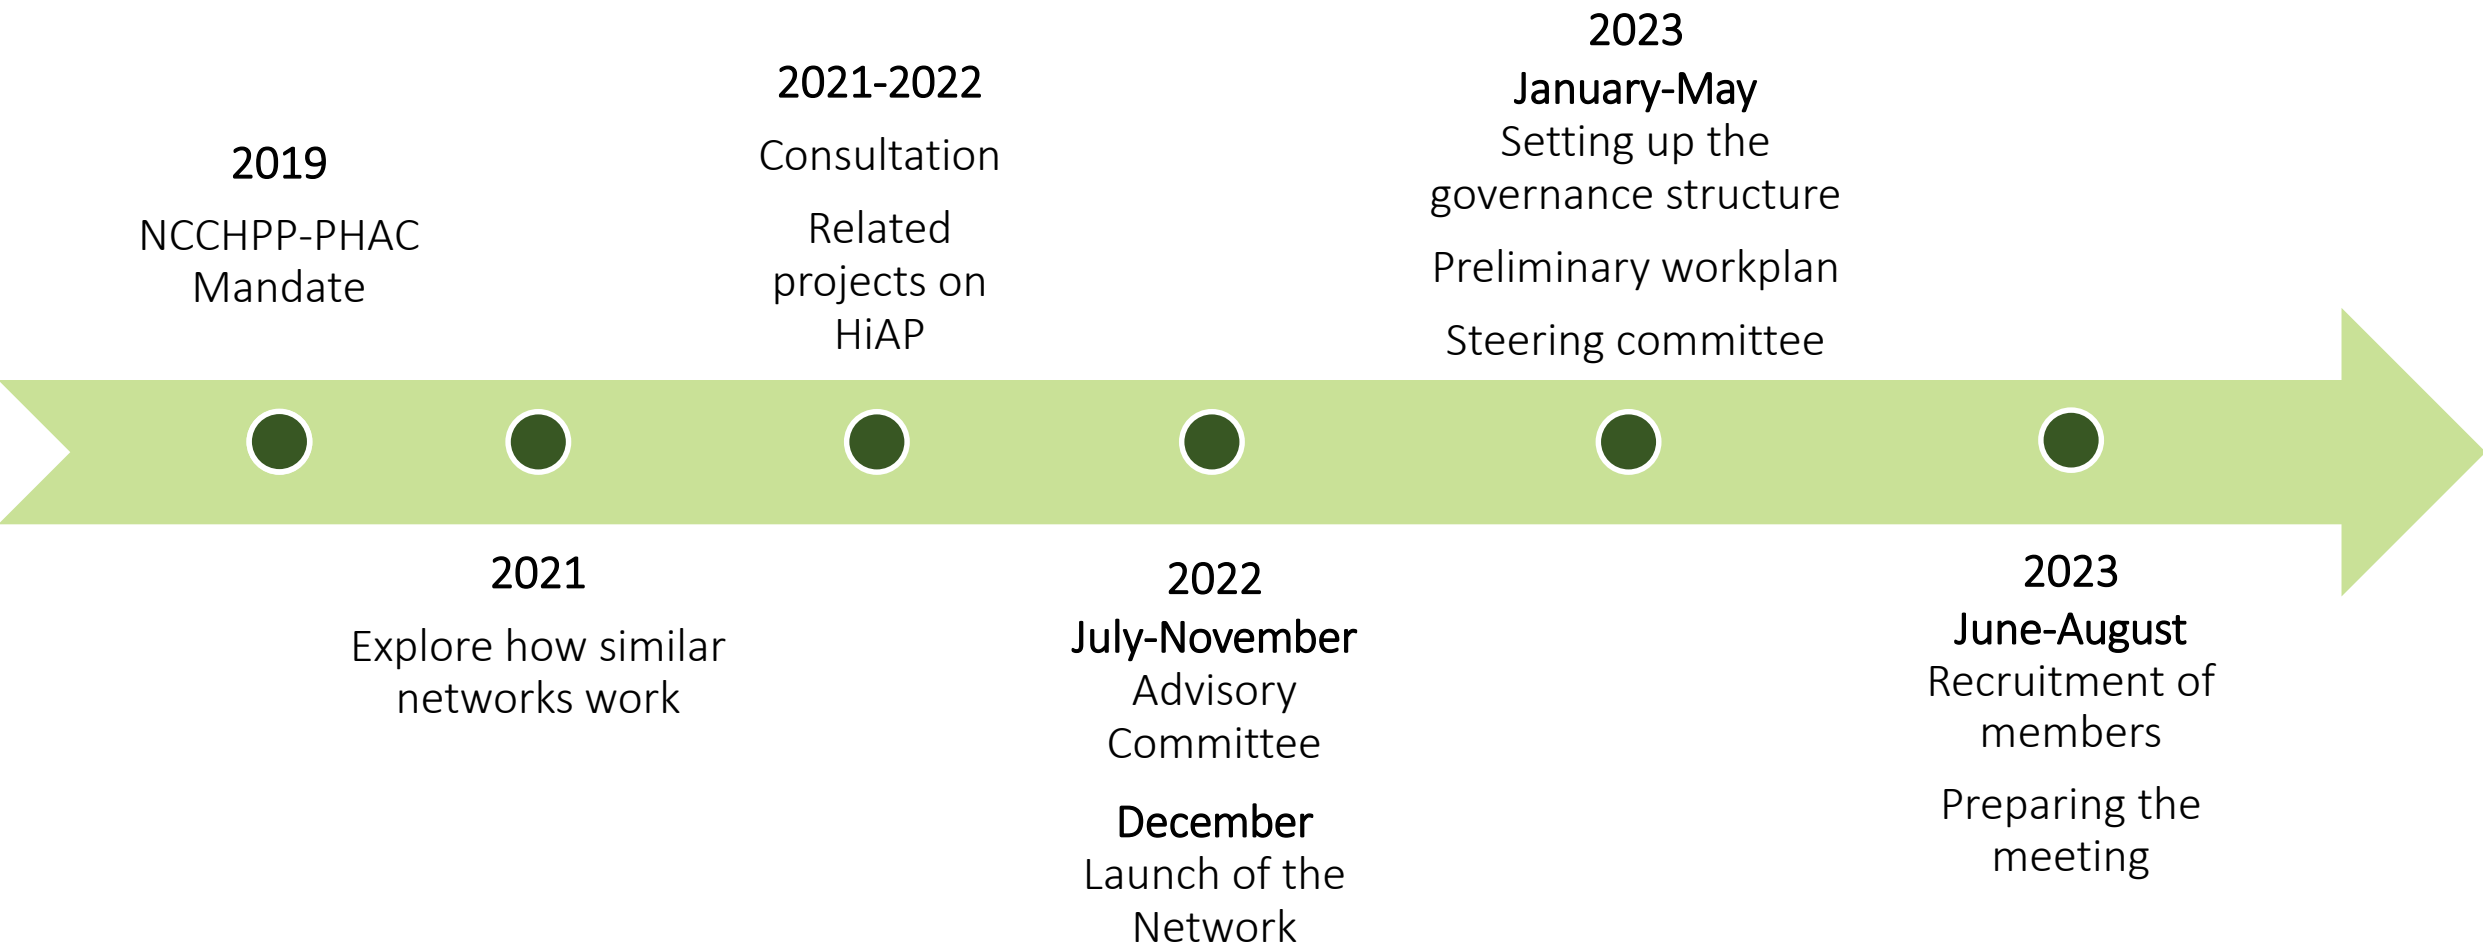 2019
NCCHPP-PHAC
Mandate
2021
Explore how similar
networks work
2021-2022
Consultation
Related
projects on
HiAP
2022
July-November
Advisory
Committee
December
Launch of the
Network
2023
January-May
Setting up the
governance structure
Preliminary workplan
Steering committee
2023
June-August
Recruitment of
members
Preparing the
meeting